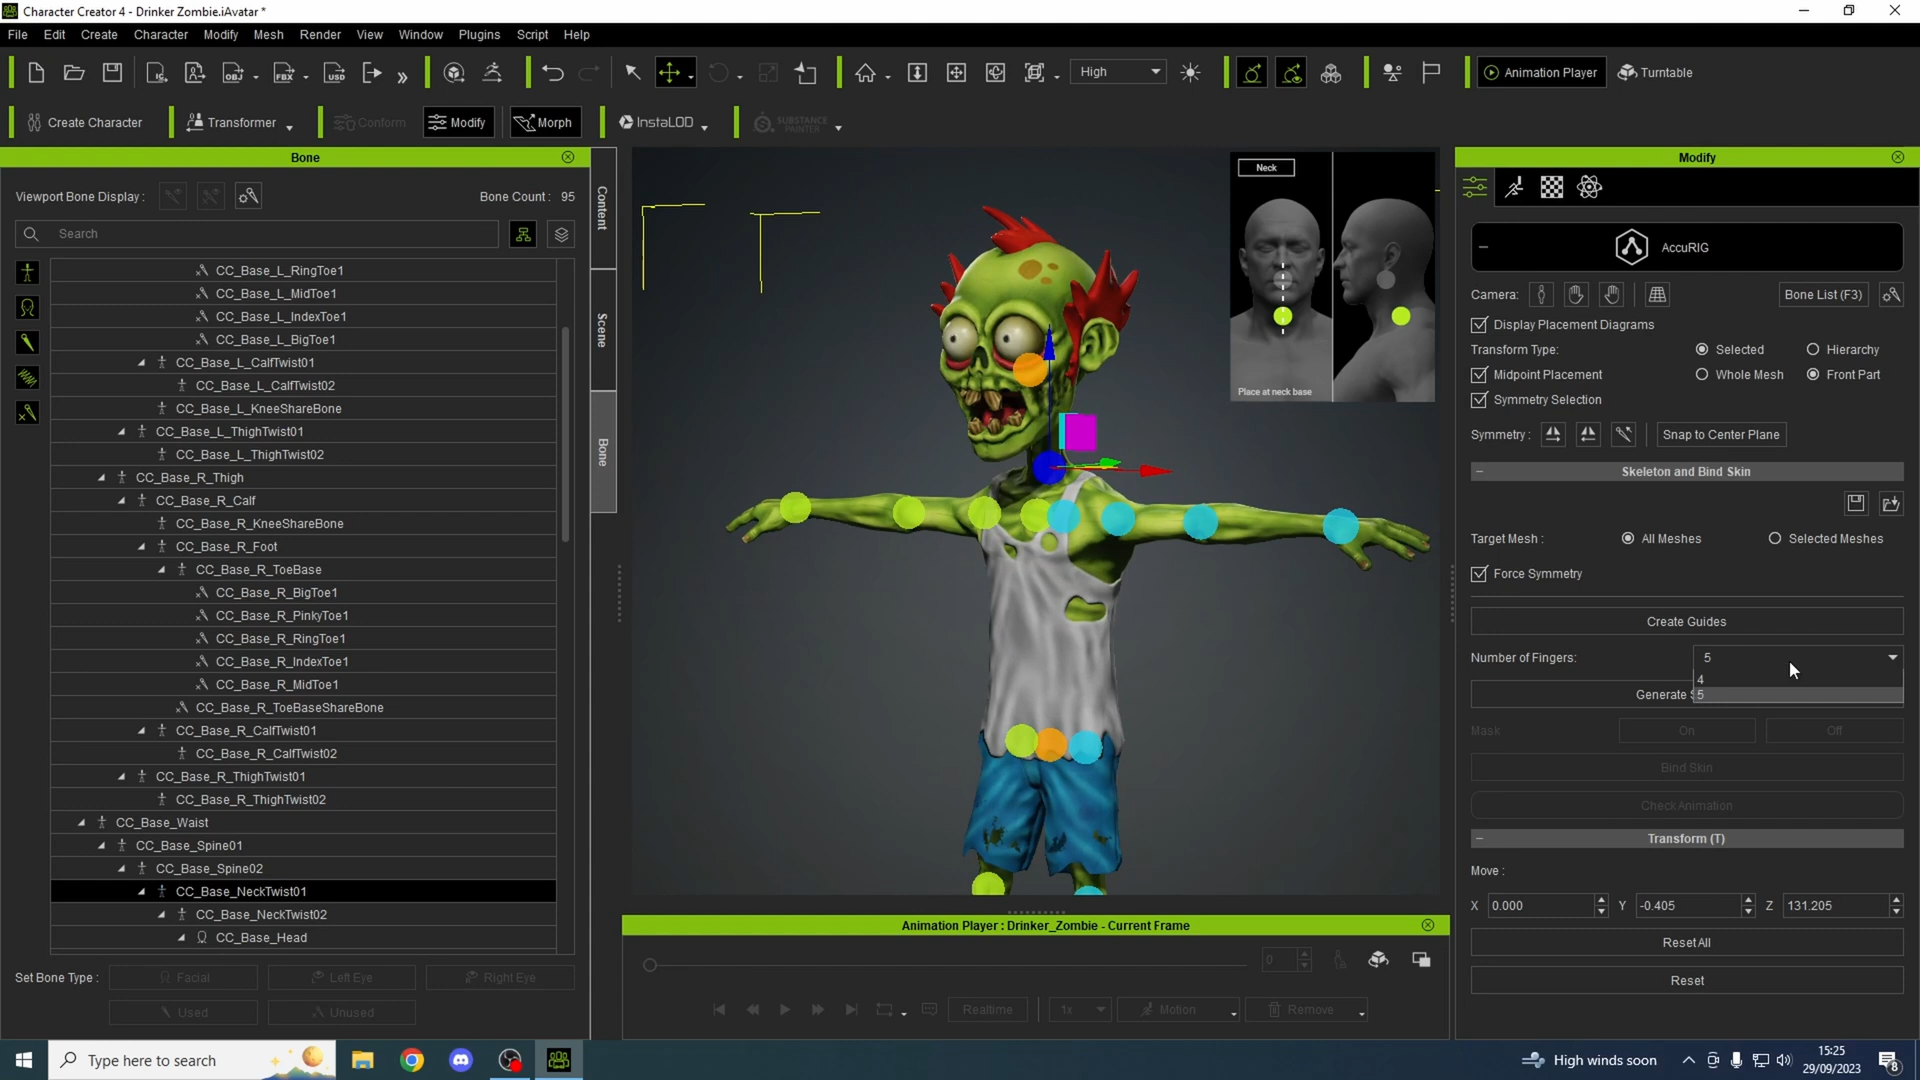 Character Creator 4 - Drinker Zombie.iAvatar *
File Edit Create Character Modify Mesh Render View Window Plugins Script Help
High
Animation Player
Turntable
Create Character
Transformer
Conform
Modify
Morph
InstaLOD
SUBSTANCE PAINTER
Bone
Viewport Bone Display :
Bone Count : 95
Search
CC_Base_L_RingToe1
CC_Base_L_MidToe1
CC_Base_L_IndexToe1
CC_Base_L_BigToe1
CC_Base_L_CalfTwist01
CC_Base_L_CalfTwist02
CC_Base_L_KneeShareBone
CC_Base_L_ThighTwist01
CC_Base_L_ThighTwist02
CC_Base_R_Thigh
CC_Base_R_Calf
CC_Base_R_KneeShareBone
CC_Base_R_Foot
CC_Base_R_ToeBase
CC_Base_R_BigToe1
CC_Base_R_PinkyToe1
CC_Base_R_RingToe1
CC_Base_R_IndexToe1
CC_Base_R_MidToe1
CC_Base_R_ToeBaseShareBone
CC_Base_R_CalfTwist01
CC_Base_R_CalfTwist02
CC_Base_R_ThighTwist01
CC_Base_R_ThighTwist02
CC_Base_Waist
CC_Base_Spine01
CC_Base_Spine02
CC_Base_NeckTwist01
CC_Base_NeckTwist02
CC_Base_Head
Set Bone Type :
Facial
Left Eye
Right Eye
Used
Unused
Content
Scene
Bone
Neck
Place at neck base
Animation Player : Drinker_Zombie - Current Frame
0
Realtime
1x
Motion
Remove
Modify
AccuRIG
Camera:
Bone List (F3)
Display Placement Diagrams
Transform Type:
Selected
Hierarchy
Midpoint Placement
Whole Mesh
Front Part
Symmetry Selection
Symmetry :
Snap to Center Plane
Skeleton and Bind Skin
Target Mesh :
All Meshes
Selected Meshes
Force Symmetry
Create Guides
Number of Fingers:
5
4
5
Generate S
Mask
On
Off
Bind Skin
Check Animation
Transform (T)
Move :
X 0.000
Y -0.405
Z 131.205
Reset All
Reset
Type here to search
High winds soon
15:25
29/09/2023
8